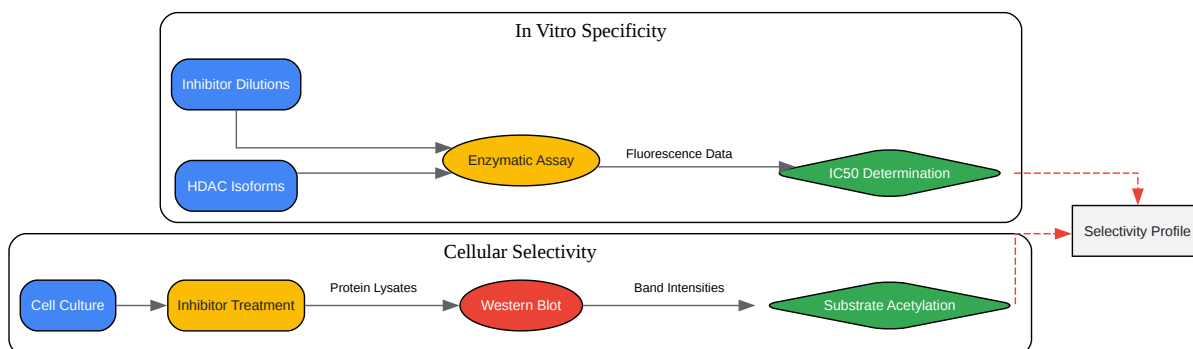 In Vitro Specificity
Inhibitor Dilutions
HDAC Isoforms
Enzymatic Assay
Fluorescence Data
IC50 Determination
Selectivity Profile
Cellular Selectivity
Cell Culture
Inhibitor Treatment
Protein Lysates
Western Blot
Band Intensities
Substrate Acetylation